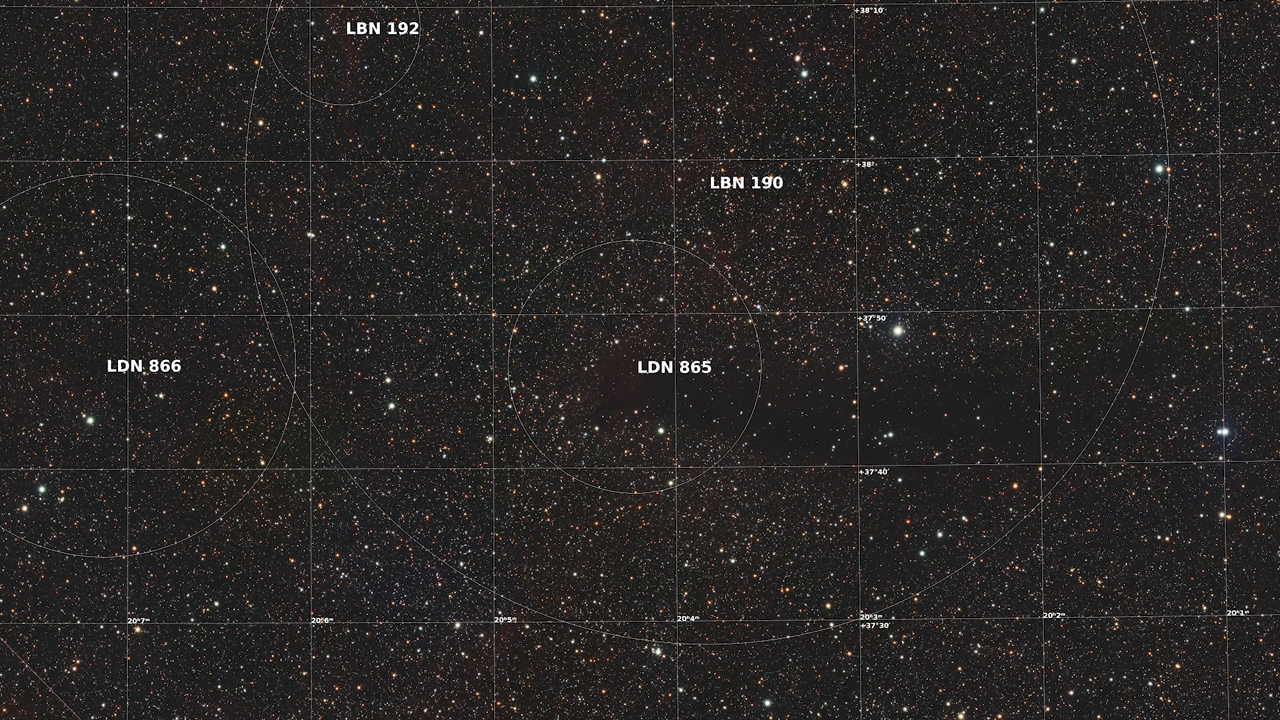 +38°10'
LBN 192
+38°
LBN 190
+37°50'
LDN 866
LDN 865
+37°40'
20ʰ7ᵐ
20ʰ6ᵐ
20ʰ5ᵐ
20ʰ4ᵐ
20ʰ3ᵐ
20ʰ2ᵐ
20ʰ1ᵐ
+37°30'